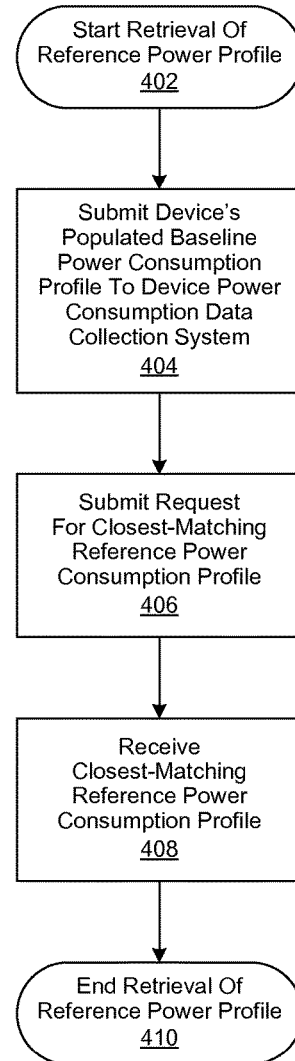 Start Retrieval Of
Reference Power Profile
402
Submit Device's
Populated Baseline
Power Consumption
Profile To Device Power
Consumption Data
Collection System
404
Submit Request
For Closest-Matching
Reference Power
Consumption Profile
406
Receive
Closest-Matching
Reference Power
Consumption Profile
408
End Retrieval Of
Reference Power Profile
410